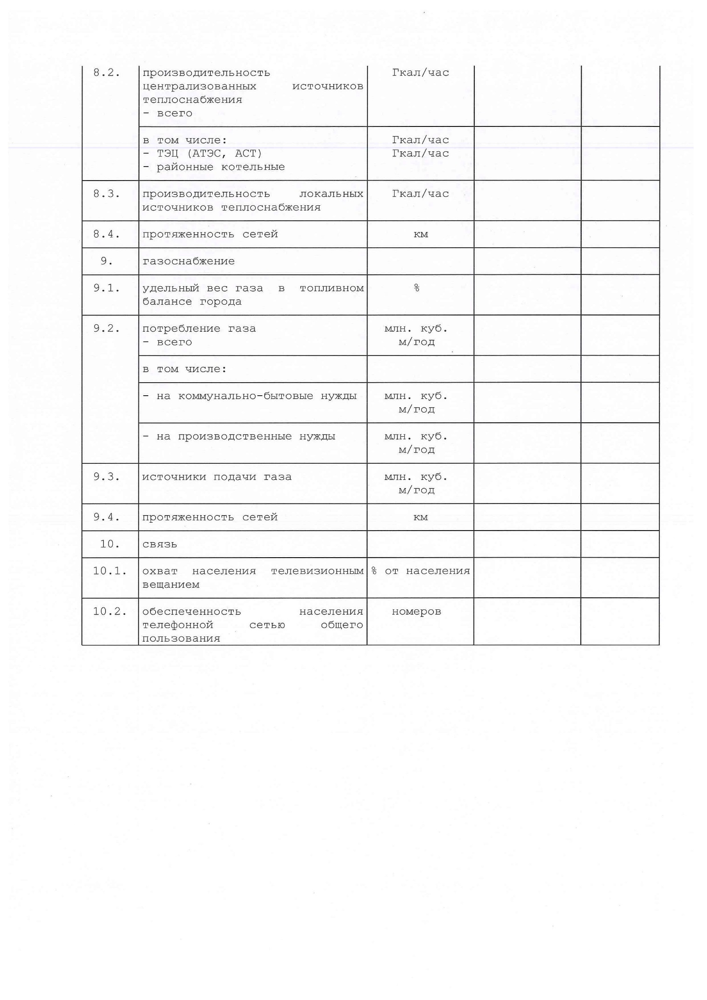 8.2. производительность Гкал/час
централизованных источников
теплоснабжения
- всего
в том числе: Гкал/час
- ТЭЦ (АТЭС, АСТ) Гкал/час
- районные котельные
8.3. производительность локальных Гкал/час
источников теплоснабжения
8.4. протяженность сетей км
9. газоснабжение
9.1. удельный вес газа в топливном %
балансе города
9.2. потребление газа млн. куб.
- всего м/год
в том числе:
- на коммунально-бытовые нужды млн. куб.
м/год
- на производственные нужды млн. куб.
м/год
9.3. источники подачи газа млн. куб.
м/год
9.4. протяженность сетей км
10. связь
10.1. охват населения телевизионным % от населения
вещанием
10.2. обеспеченность населения номеров
телефонной сетью общего
пользования